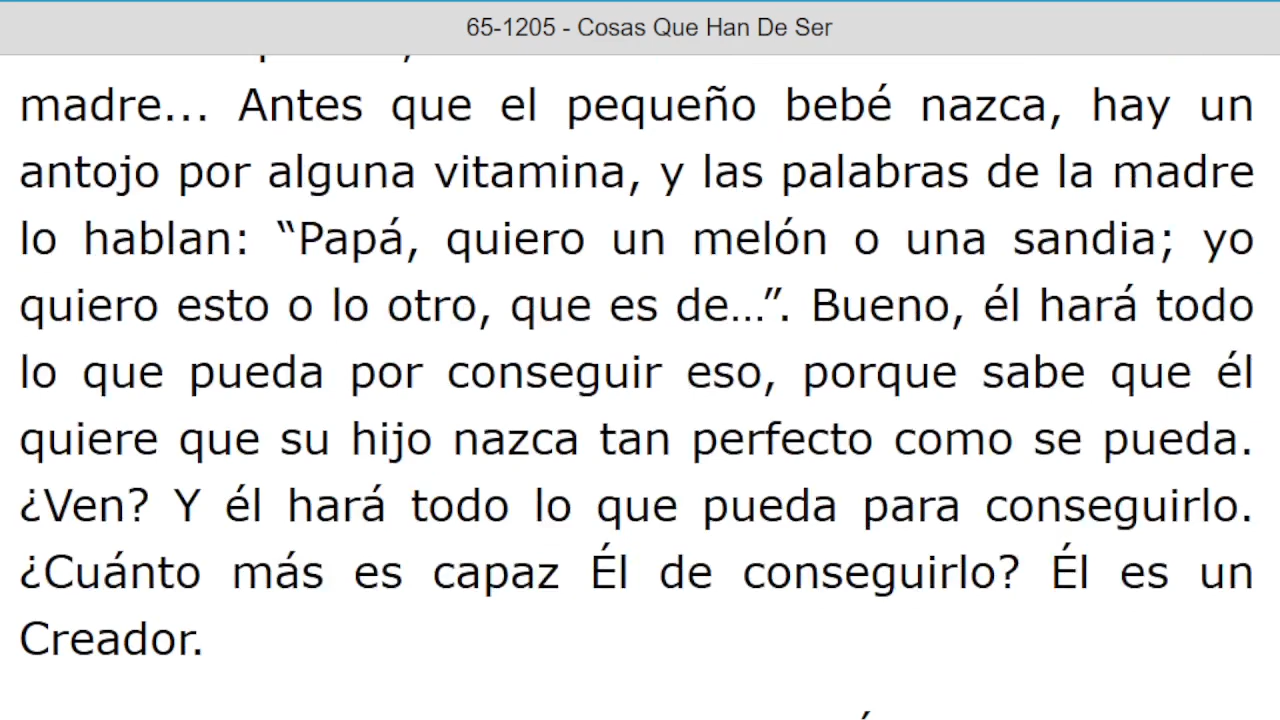 65-1205 - Cosas Que Han De Ser
madre... Antes que el pequeño bebé nazca, hay un
antojo por alguna vitamina, y las palabras de la madre
lo hablan: “Papá, quiero un melón o una sandia; yo
quiero esto o lo otro, que es de…”. Bueno, él hará todo
lo que pueda por conseguir eso, porque sabe que él
quiere que su hijo nazca tan perfecto como se pueda.
¿Ven? Y él hará todo lo que pueda para conseguirlo.
¿Cuánto más es capaz Él de conseguirlo? Él es un
Creador.